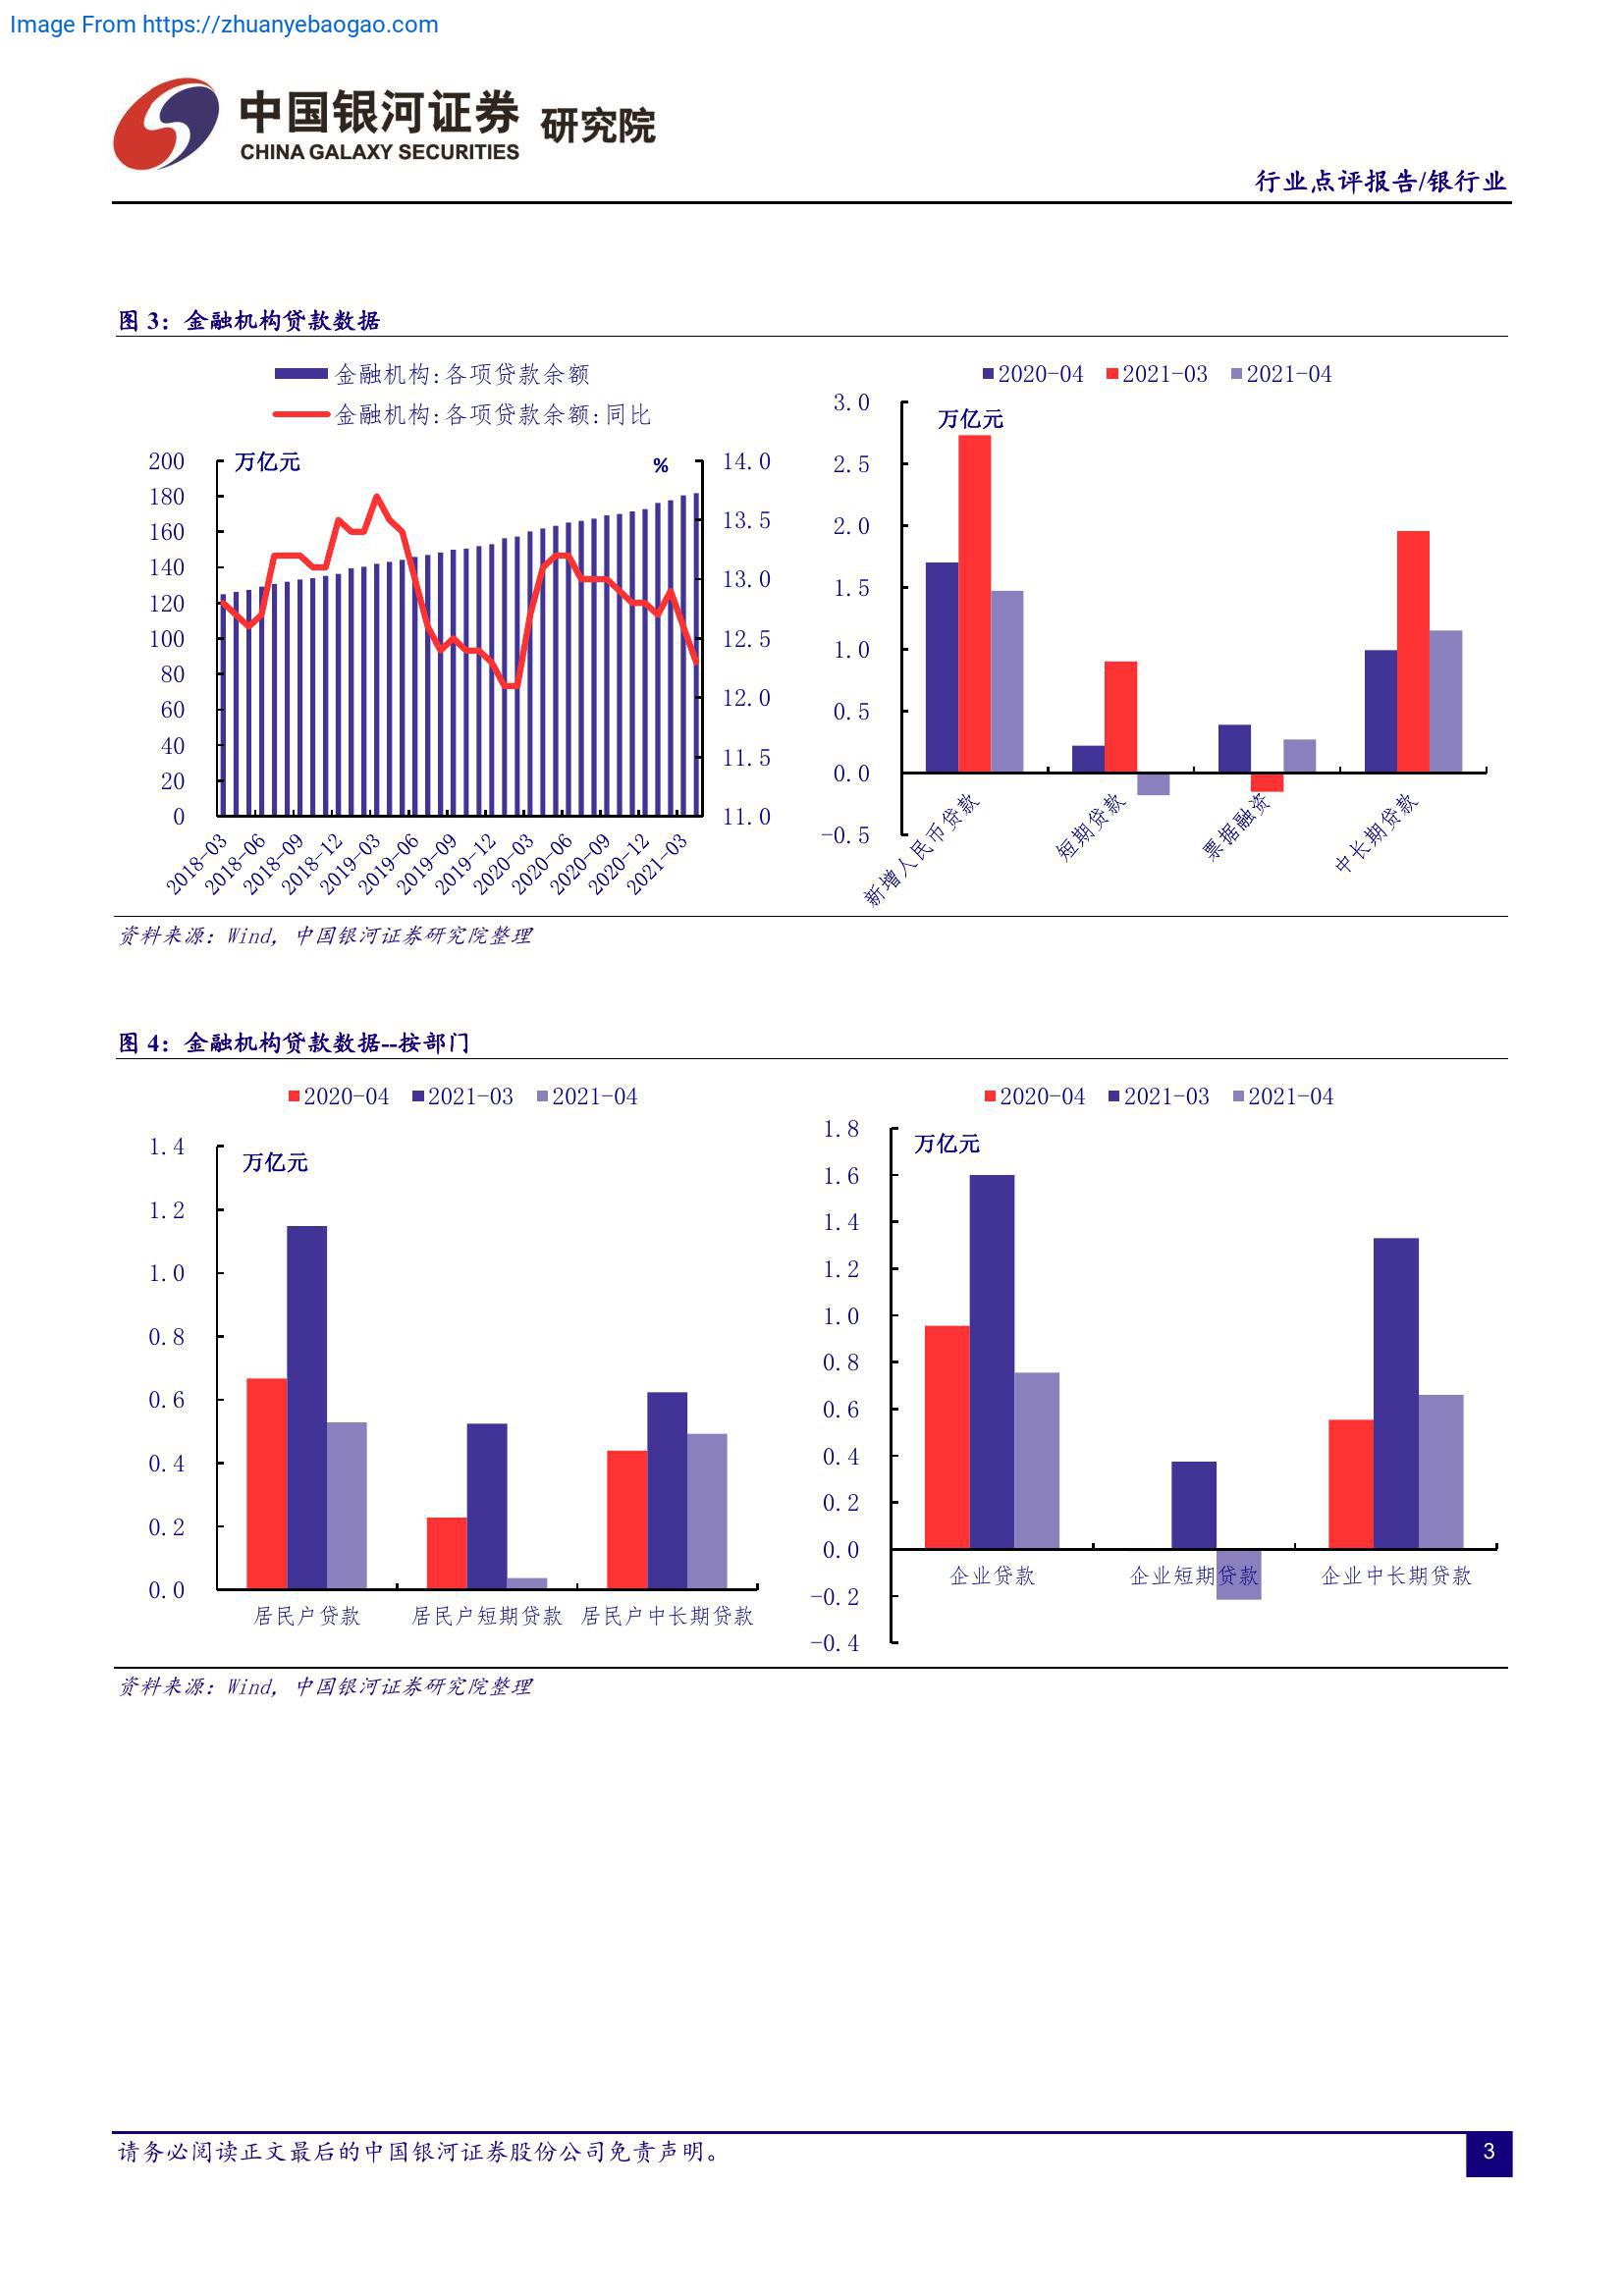 Image From https://zhuanyebaogao.com
中国银河证券 研究院
CHINA GALAXY SECURITIES
行业点评报告/银行业
图 3：金融机构贷款数据
金融机构:各项贷款余额
金融机构:各项贷款余额:同比
200
180
160
140
120
100
80
60
40
20
0
万亿元
%
14.0
13.5
13.0
12.5
12.0
11.5
11.0
2018-03
2018-06
2018-09
2018-12
2019-03
2019-06
2019-09
2019-12
2020-03
2020-06
2020-09
2020-12
2021-03
2020-04 2021-03 2021-04
3.0
2.5
2.0
1.5
1.0
0.5
0.0
-0.5
万亿元
新增人民币贷款
短期贷款
票据融资
中长期贷款
资料来源：Wind，中国银河证券研究院整理
图 4：金融机构贷款数据--按部门
2020-04 2021-03 2021-04
1.4
1.2
1.0
0.8
0.6
0.4
0.2
0.0
万亿元
居民户贷款 居民户短期贷款 居民户中长期贷款
2020-04 2021-03 2021-04
1.8
1.6
1.4
1.2
1.0
0.8
0.6
0.4
0.2
0.0
-0.2
-0.4
万亿元
企业贷款 企业短期贷款 企业中长期贷款
资料来源：Wind，中国银河证券研究院整理
请务必阅读正文最后的中国银河证券股份公司免责声明。
3